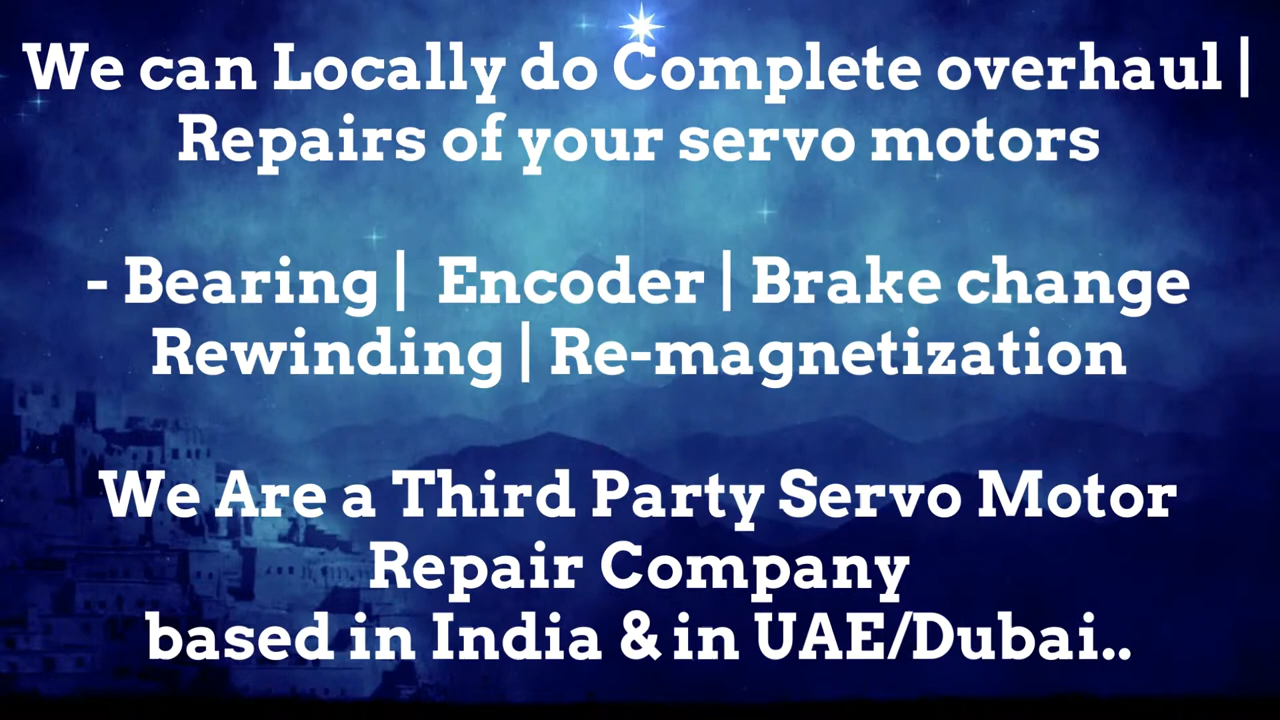 We can Locally do Complete overhaul |
Repairs of your servo motors
- Bearing | Encoder | Brake change
Rewinding | Re-magnetization
We Are a Third Party Servo Motor
Repair Company
based in India & in UAE/Dubai..